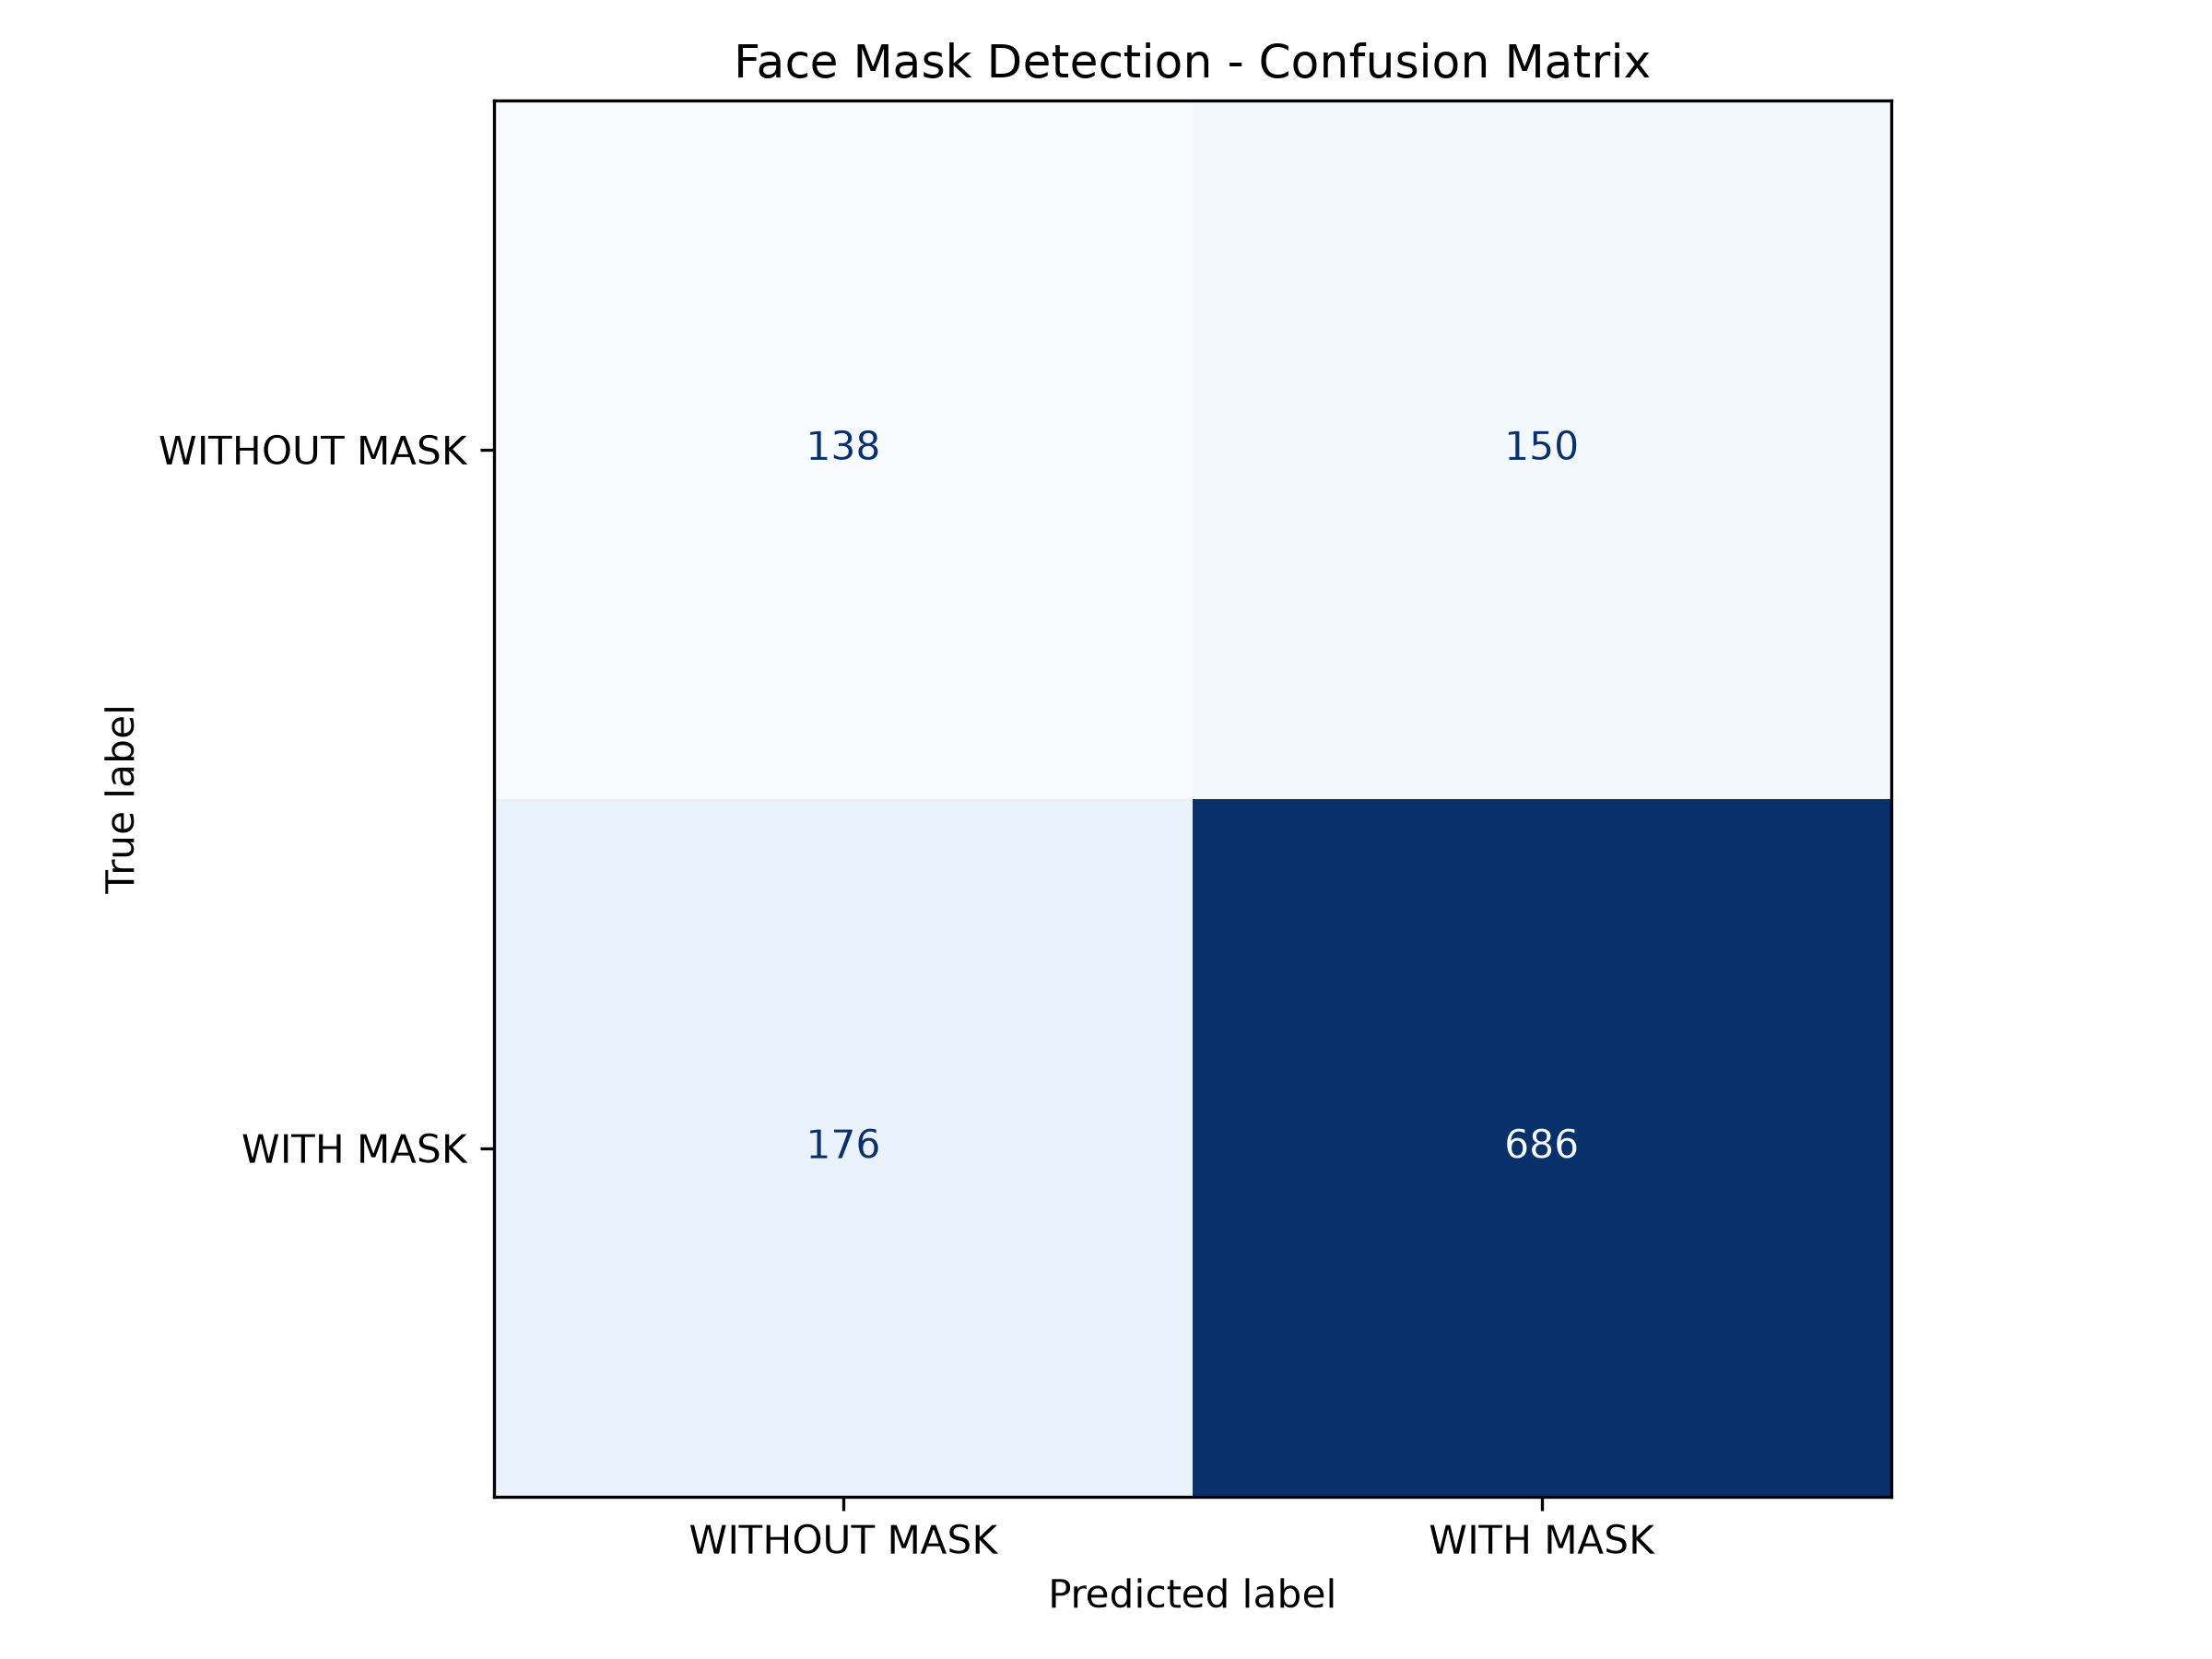 Face Mask Detection - Confusion Matrix
WITHOUT MASK
138
150
True label
WITH MASK
176
686
WITHOUT MASK
WITH MASK
Predicted label